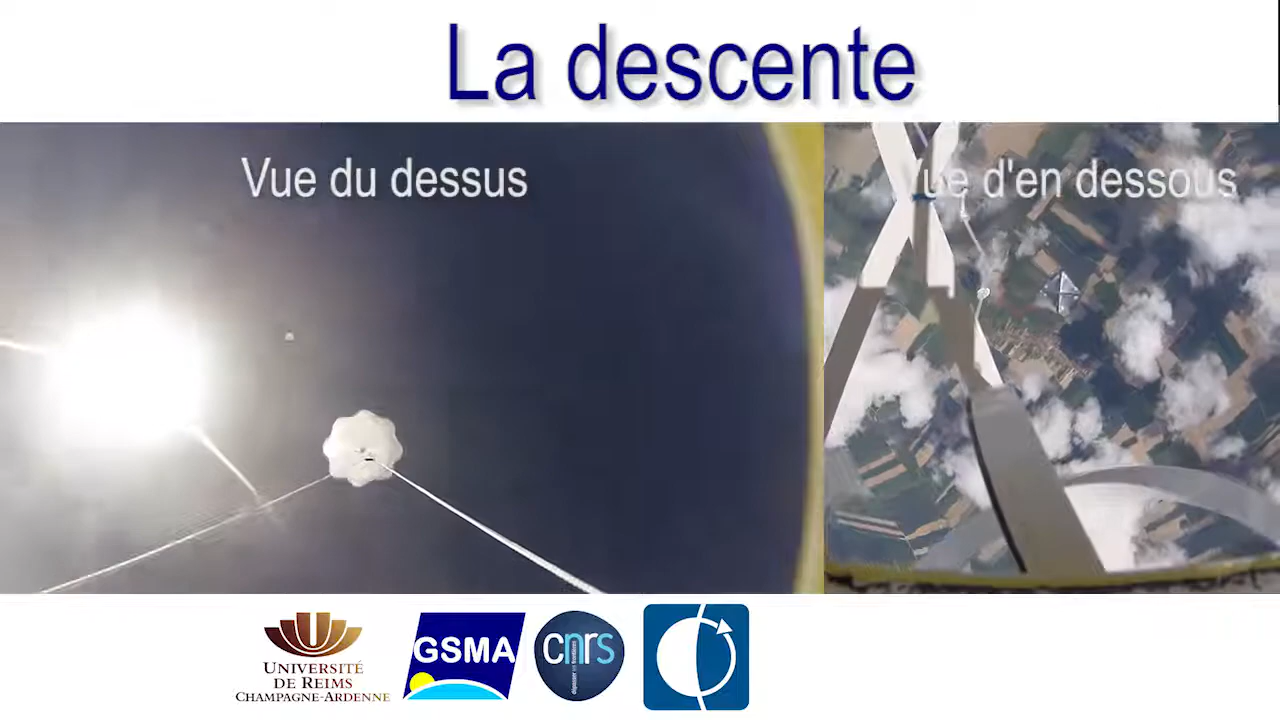 La descente
Vue du dessus
Vue d'en dessous
UNIVERSITÉ
DE REIMS
CHAMPAGNE-ARDENNE
GSMA
cnrs